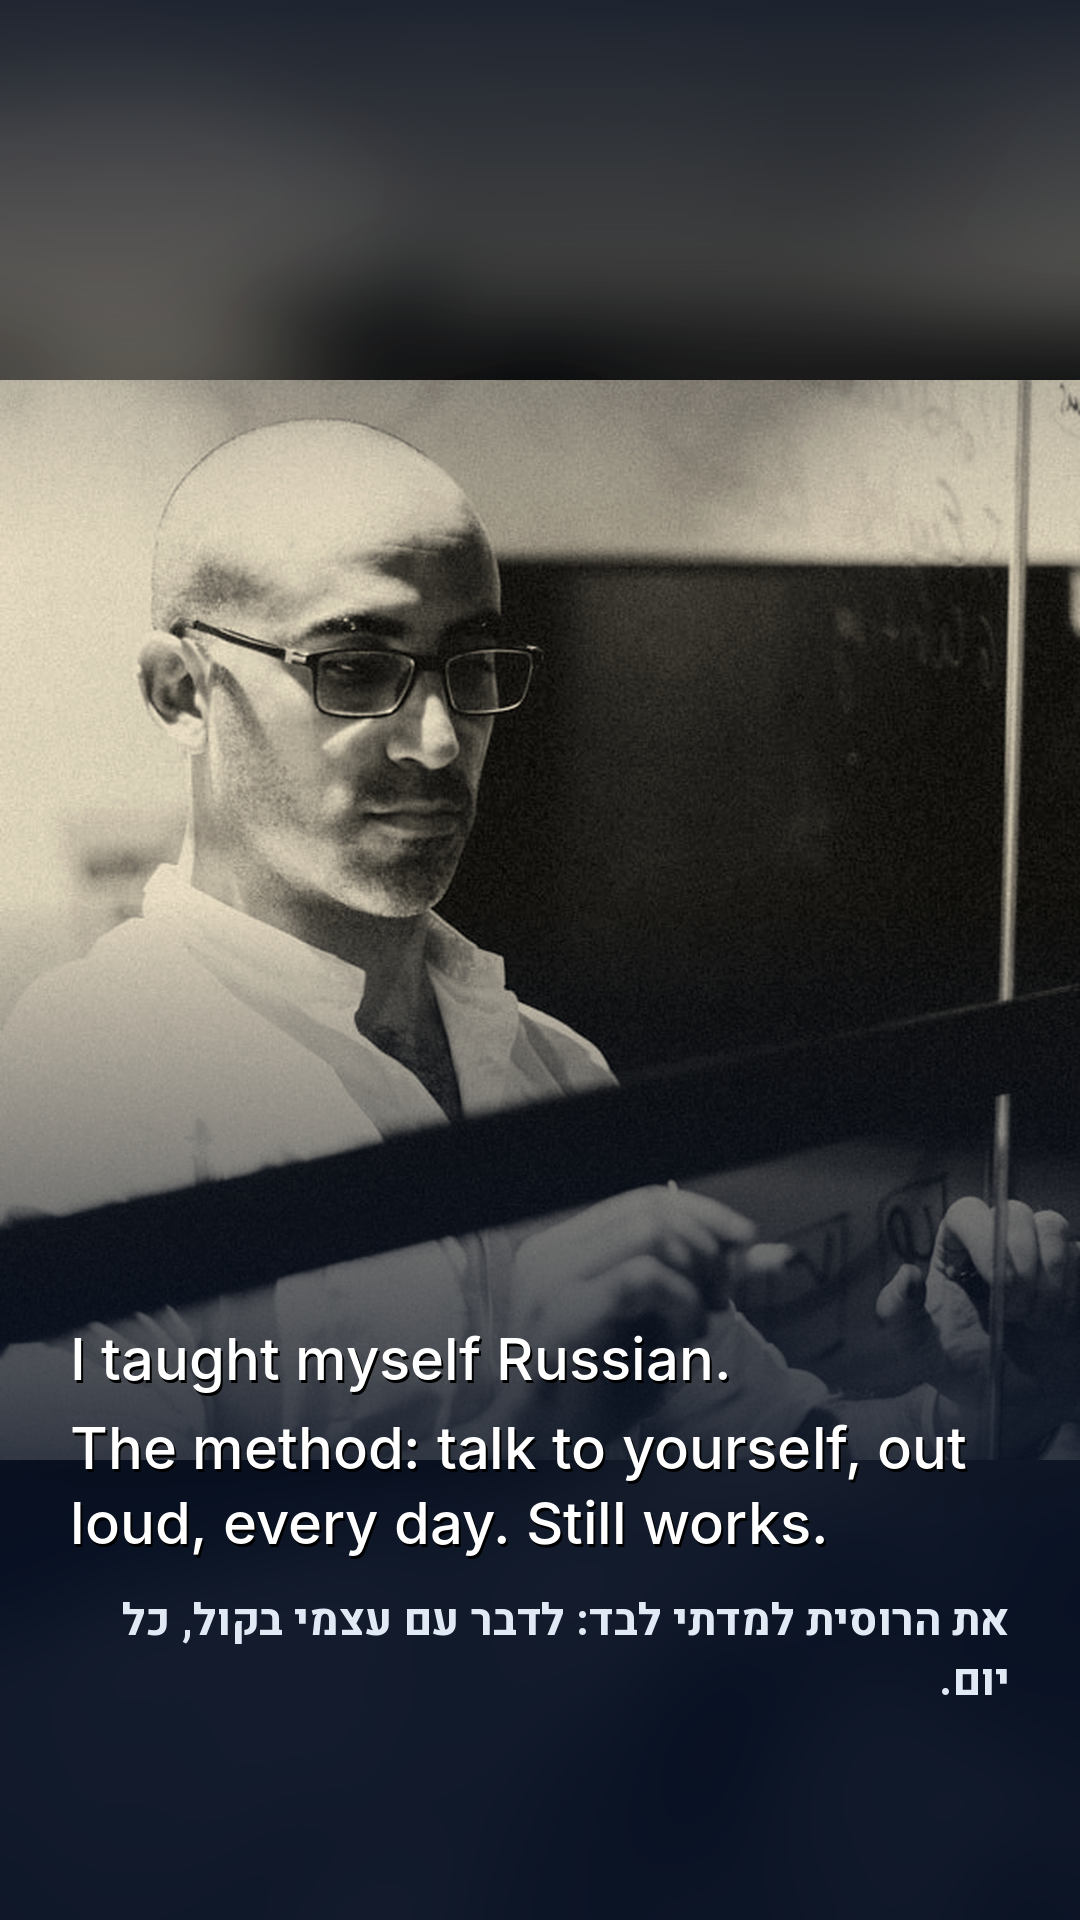 I taught myself Russian.
The method: talk to yourself, out
loud, every day. Still works.
את הרוסית למדתי לבד: לדבר עם עצמי בקול, כל
יום.